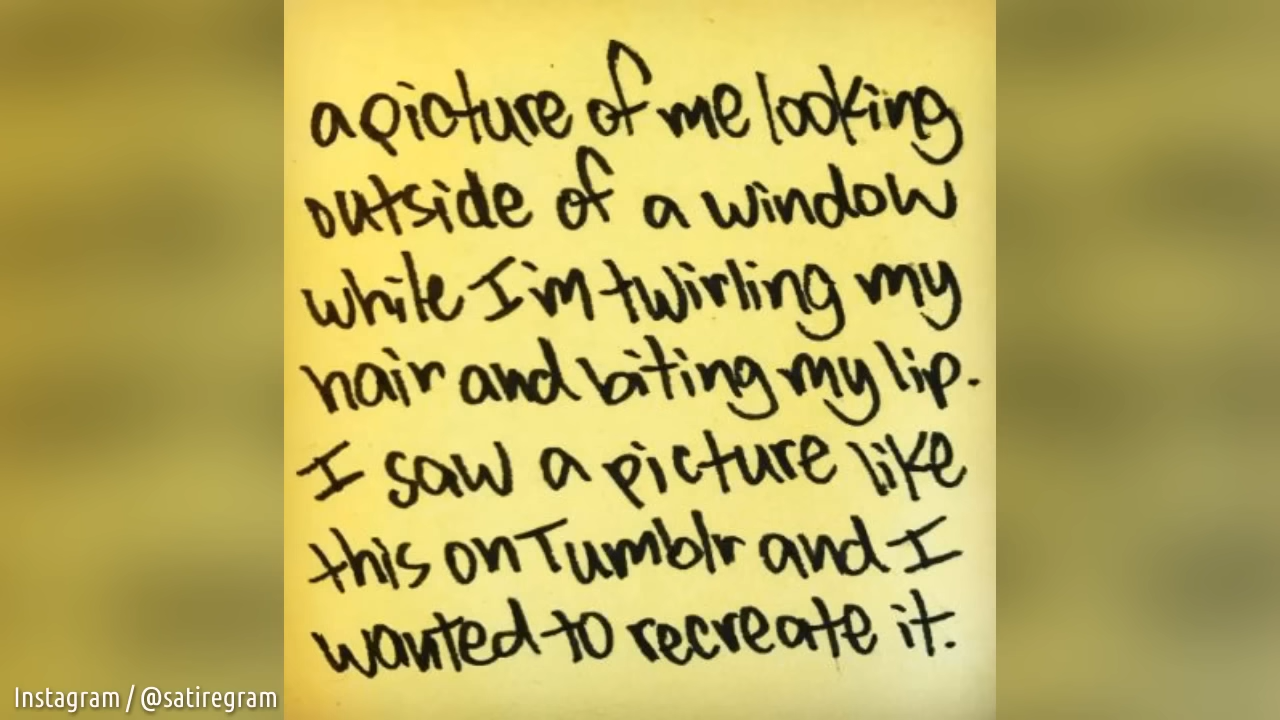 a picture of me looking
outside of a window
while I'm twirling my
hair and biting my lip.
I saw a picture like
this on Tumblr and I
wanted to recreate it.
Instagram / @satiregram